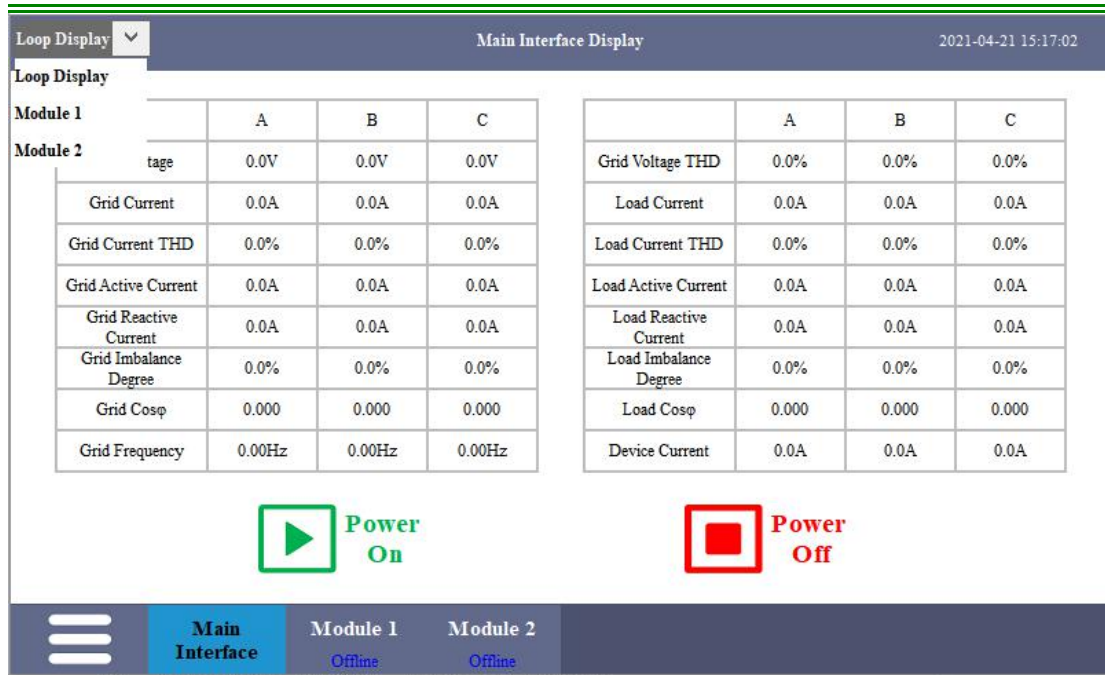 Loop Display Main Interface Display 2021-04-21 15:17:02
Loop Display
Module 1
Module 2
A B C
tage 0.0V 0.0V 0.0V
Grid Current 0.0A 0.0A 0.0A
Grid Current THD 0.0% 0.0% 0.0%
Grid Active Current 0.0A 0.0A 0.0A
Grid Reactive
Current 0.0A 0.0A 0.0A
Grid Imbalance
Degree 0.0% 0.0% 0.0%
Grid Cosφ 0.000 0.000 0.000
Grid Frequency 0.00Hz 0.00Hz 0.00Hz
A B C
Grid Voltage THD 0.0% 0.0% 0.0%
Load Current 0.0A 0.0A 0.0A
Load Current THD 0.0% 0.0% 0.0%
Load Active Current 0.0A 0.0A 0.0A
Load Reactive
Current 0.0A 0.0A 0.0A
Load Imbalance
Degree 0.0% 0.0% 0.0%
Load Cosφ 0.000 0.000 0.000
Device Current 0.0A 0.0A 0.0A
Power
On
Power
Off
Main
Interface
Module 1
Offline
Module 2
Offline